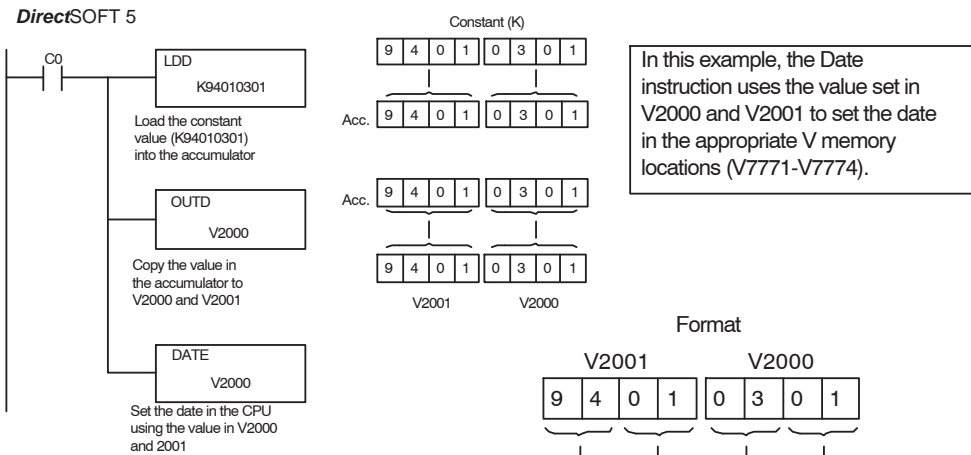 DirectSOFT 5
C0
LDD
K94010301
Load the constant
value (K94010301)
into the accumulator
OUTD
V2000
Copy the value in
the accumulator to
V2000 and V2001
DATE
V2000
Set the date in the CPU
using the value in V2000
and 2001
Constant (K)
9 4 0 1 0 3 0 1
Acc. 9 4 0 1 0 3 0 1
Acc. 9 4 0 1 0 3 0 1
9 4 0 1 0 3 0 1
V2001 V2000
In this example, the Date
instruction uses the value set in
V2000 and V2001 to set the date
in the appropriate V memory
locations (V7771-V7774).
Format
V2001 V2000
9 4 0 1 0 3 0 1